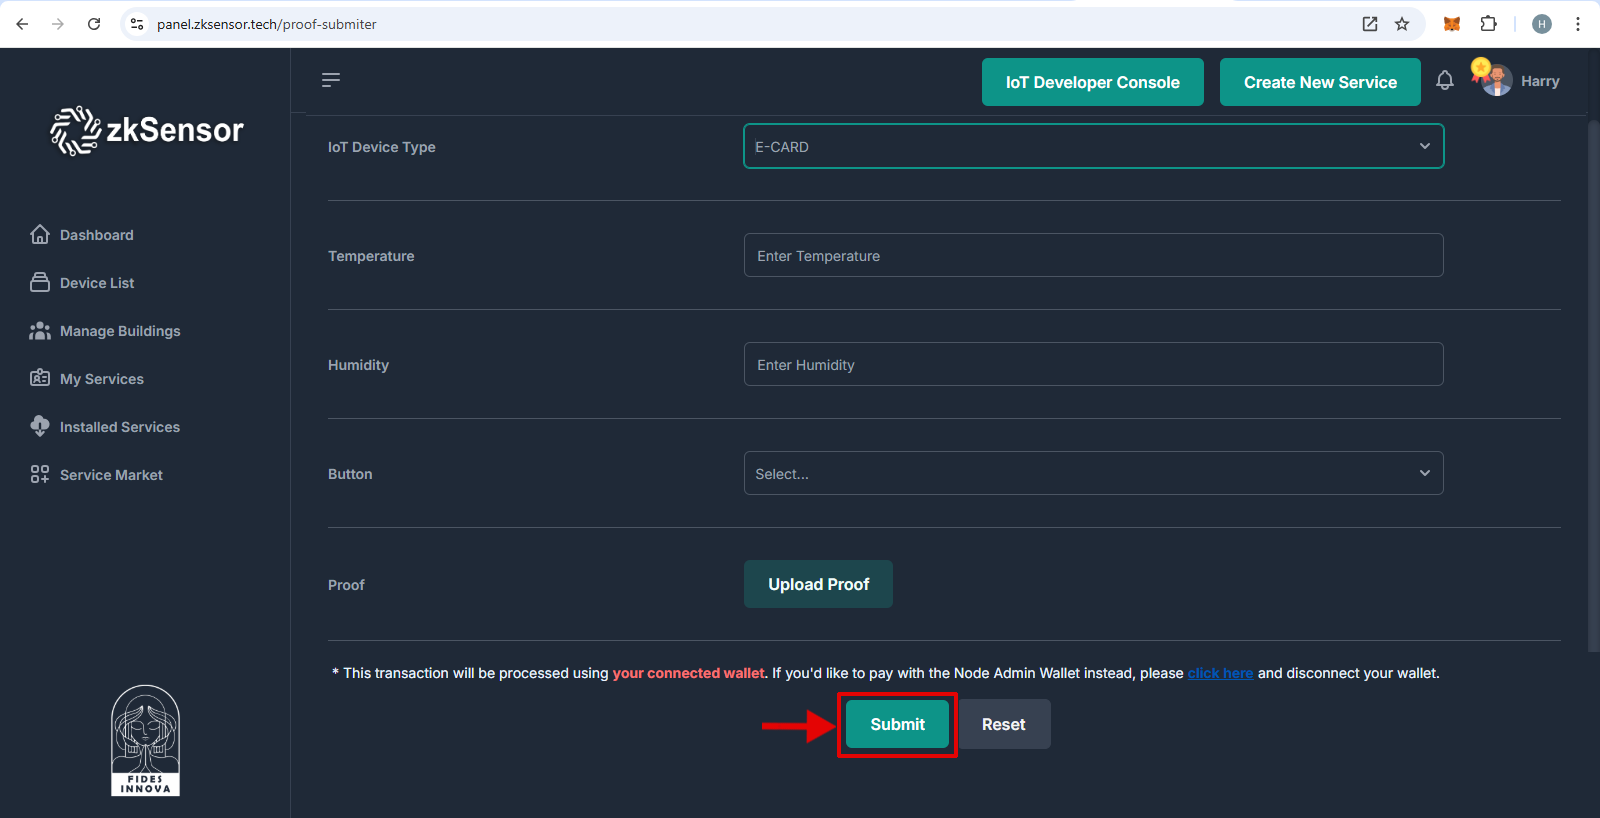 panel.zksensor.tech/proof-submiter
H
zkSensor
IoT Developer Console
Create New Service
Harry
Dashboard
Device List
Manage Buildings
My Services
Installed Services
Service Market
FIDES
INNOVA
IoT Device Type
E-CARD
Temperature
Enter Temperature
Humidity
Enter Humidity
Button
Select...
Proof
Upload Proof
* This transaction will be processed using your connected wallet. If you'd like to pay with the Node Admin Wallet instead, please click here and disconnect your wallet.
Submit
Reset